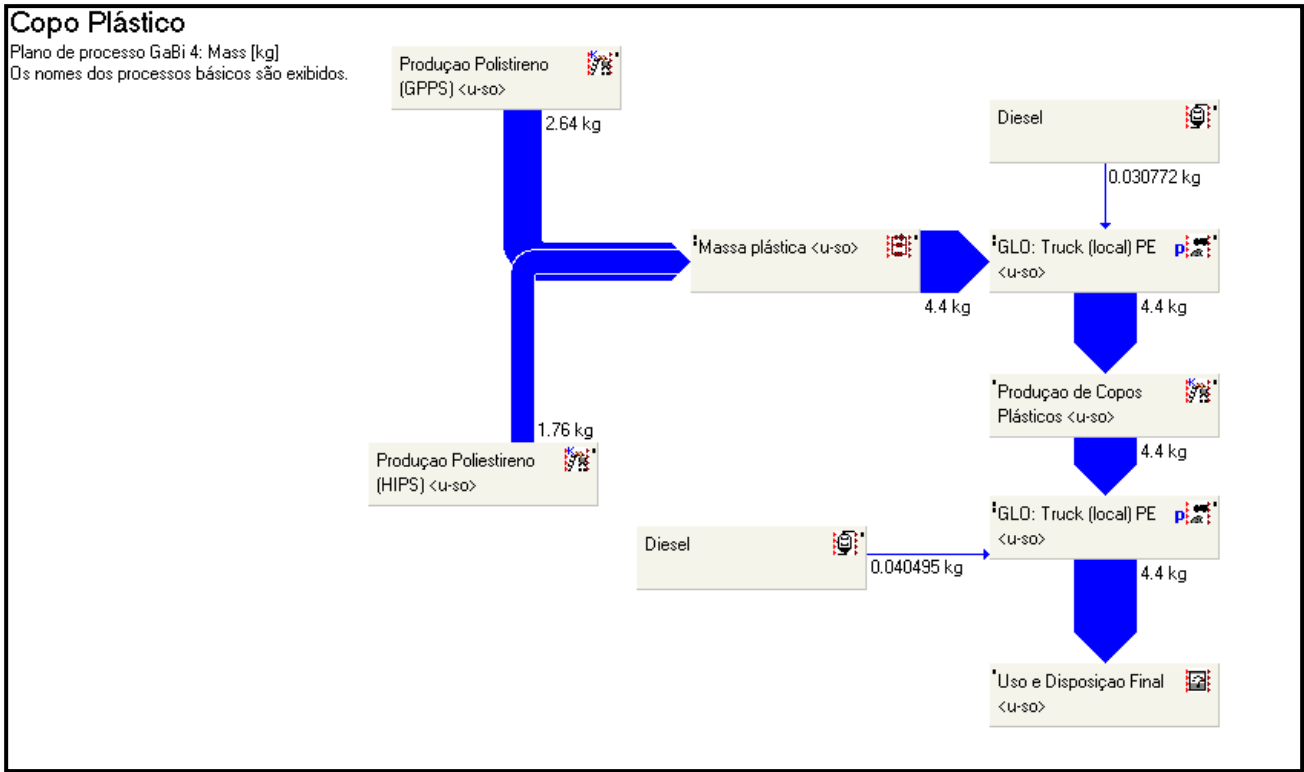 Copo Plástico
Plano de processo GaBi 4: Mass [kg]
Os nomes dos processos básicos são exibidos.
Produçao Polistireno
(GPPS) <u-so>
2.64 kg
Diesel
0.030772 kg
Massa plástica <u-so>
4.4 kg
GLO: Truck (local) PE
<u-so>
p
4.4 kg
Produçao de Copos
Plásticos <u-so>
4.4 kg
1.76 kg
Produçao Poliestireno
(HIPS) <u-so>
GLO: Truck (local) PE
<u-so>
p
Diesel
0.040495 kg
4.4 kg
Uso e Disposiçao Final
<u-so>